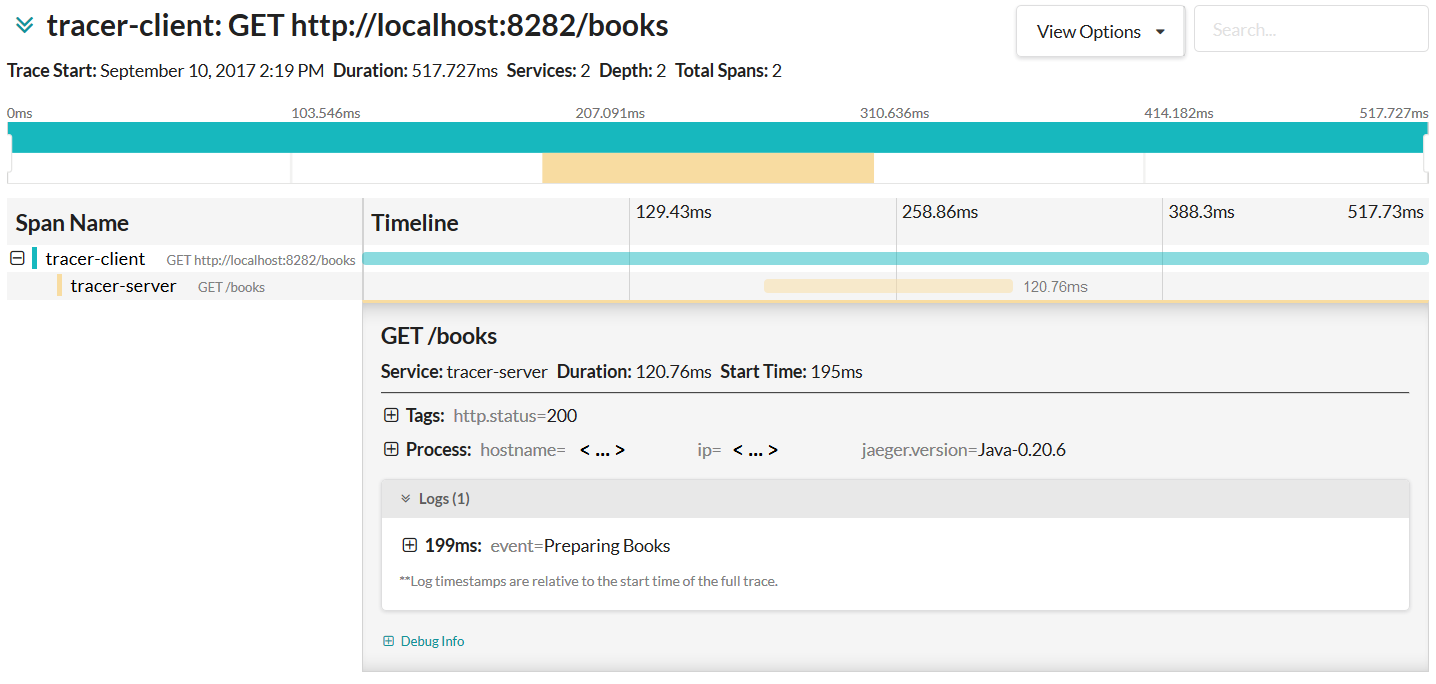 tracer-client: GET http://localhost:8282/books
View Options
Search...
Trace Start: September 10, 2017 2:19 PM Duration: 517.727ms Services: 2 Depth: 2 Total Spans: 2
0ms 103.546ms 207.091ms 310.636ms 414.182ms 517.727ms
Span Name Timeline 129.43ms 258.86ms 388.3ms 517.73ms
tracer-client GET http://localhost:8282/books
tracer-server GET /books 120.76ms
GET /books
Service: tracer-server Duration: 120.76ms Start Time: 195ms
Tags: http.status=200
Process: hostname= < ... > ip= < ... > jaeger.version=Java-0.20.6
Logs (1)
199ms: event=Preparing Books
**Log timestamps are relative to the start time of the full trace.
Debug Info